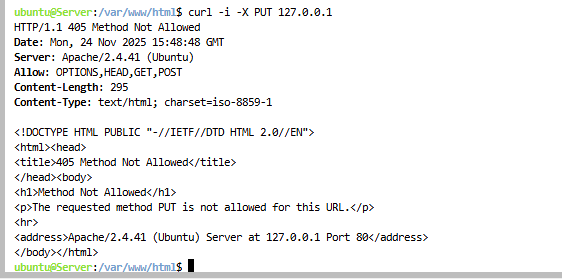 ubuntu@Server:/var/www/html$ curl -i -X PUT 127.0.0.1
HTTP/1.1 405 Method Not Allowed
Date: Mon, 24 Nov 2025 15:48:48 GMT
Server: Apache/2.4.41 (Ubuntu)
Allow: OPTIONS,HEAD,GET,POST
Content-Length: 295
Content-Type: text/html; charset=iso-8859-1

<!DOCTYPE HTML PUBLIC "-//IETF//DTD HTML 2.0//EN">
<html><head>
<title>405 Method Not Allowed</title>
</head><body>
<h1>Method Not Allowed</h1>
<p>The requested method PUT is not allowed for this URL.</p>
<hr>
<address>Apache/2.4.41 (Ubuntu) Server at 127.0.0.1 Port 80</address>
</body></html>
ubuntu@Server:/var/www/html$